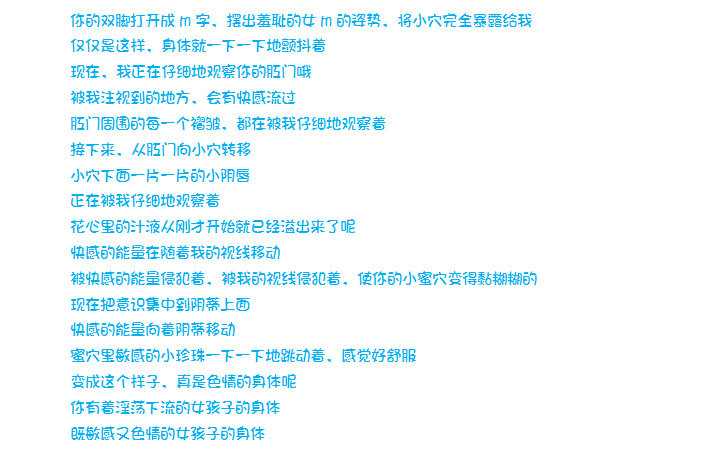 你的双脚打开成 m 字、摆出羞耻的女 m 的姿势、将小穴完全暴露给我
仅仅是这样、身体就一下一下地颤抖着
现在、我正在仔细地观察你的肛门哦
被我注视到的地方、会有快感流过
肛门周围的每一个褶皱、都在被我仔细地观察着
接下来、从肛门向小穴转移
小穴下面一片一片的小阴唇
正在被我仔细地观察着
花心里的汁液从刚才开始就已经溢出来了呢
快感的能量在随着我的视线移动
被快感的能量侵犯着、被我的视线侵犯着、使你的小蜜穴变得黏糊糊的
现在把意识集中到阴蒂上面
快感的能量向着阴蒂移动
蜜穴里敏感的小珍珠一下一下地跳动着、感觉好舒服
变成这个样子、真是色情的身体呢
你有着淫荡下流的女孩子的身体
既敏感又色情的女孩子的身体